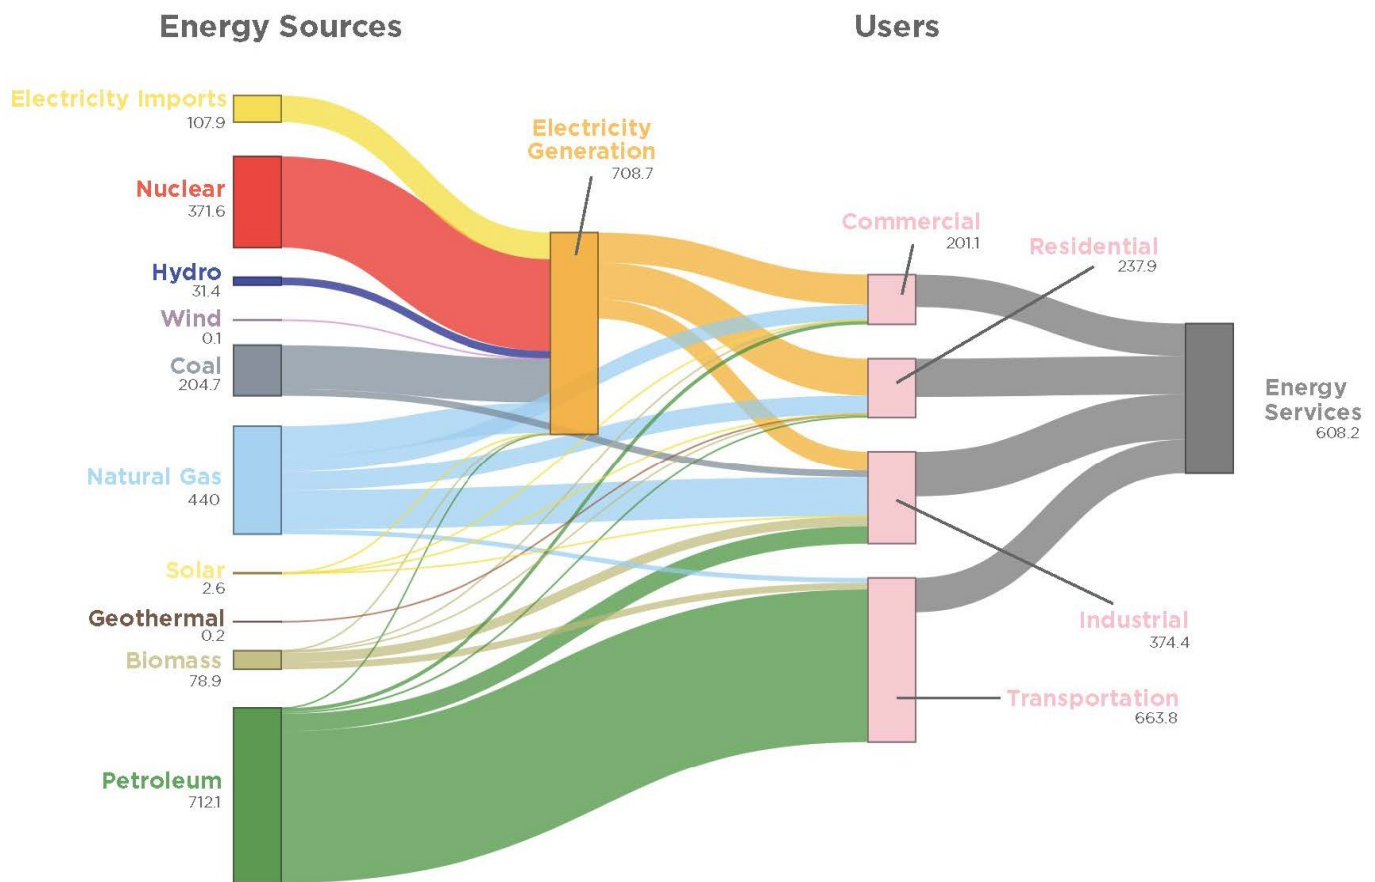 Energy Sources
Users
Electricity Imports
107.9
Electricity
Generation
708.7
Nuclear
371.6
Commercial
201.1
Residential
237.9
Hydro
31.4
Wind
0.1
Coal
204.7
Energy
Services
608.2
Natural Gas
440
Solar
2.6
Geothermal
0.2
Industrial
374.4
Biomass
78.9
Transportation
663.8
Petroleum
712.1